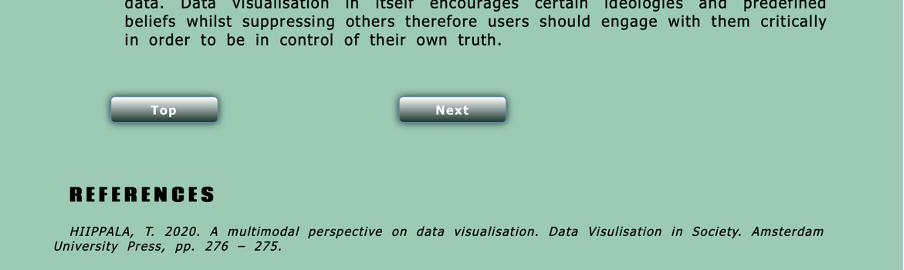 data. Data visualisation in itself encourages certain ideologies and predefined
beliefs whilst suppressing others therefore users should engage with them critically
in order to be in control of their own truth.
Top
Next
REFERENCES
HIIPPALA, T. 2020. A multimodal perspective on data visualisation. Data Visulisation in Society. Amsterdam
University Press, pp. 276 – 275.